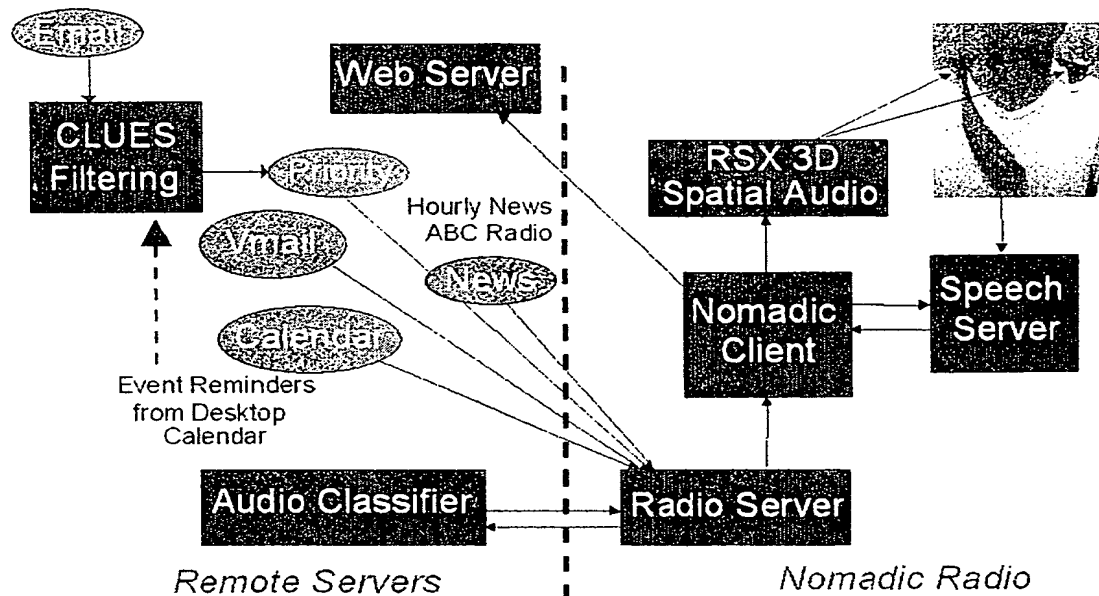 Email
Web Server
CLUES
Filtering
Priority
Hourly News
ABC Radio
Vmail
News
Calendar
Event Reminders
from Desktop
Calendar
RSX 3D
Spatial Audio
Nomadic
Client
Speech
Server
Audio Classifier
Radio Server
Remote Servers
Nomadic Radio